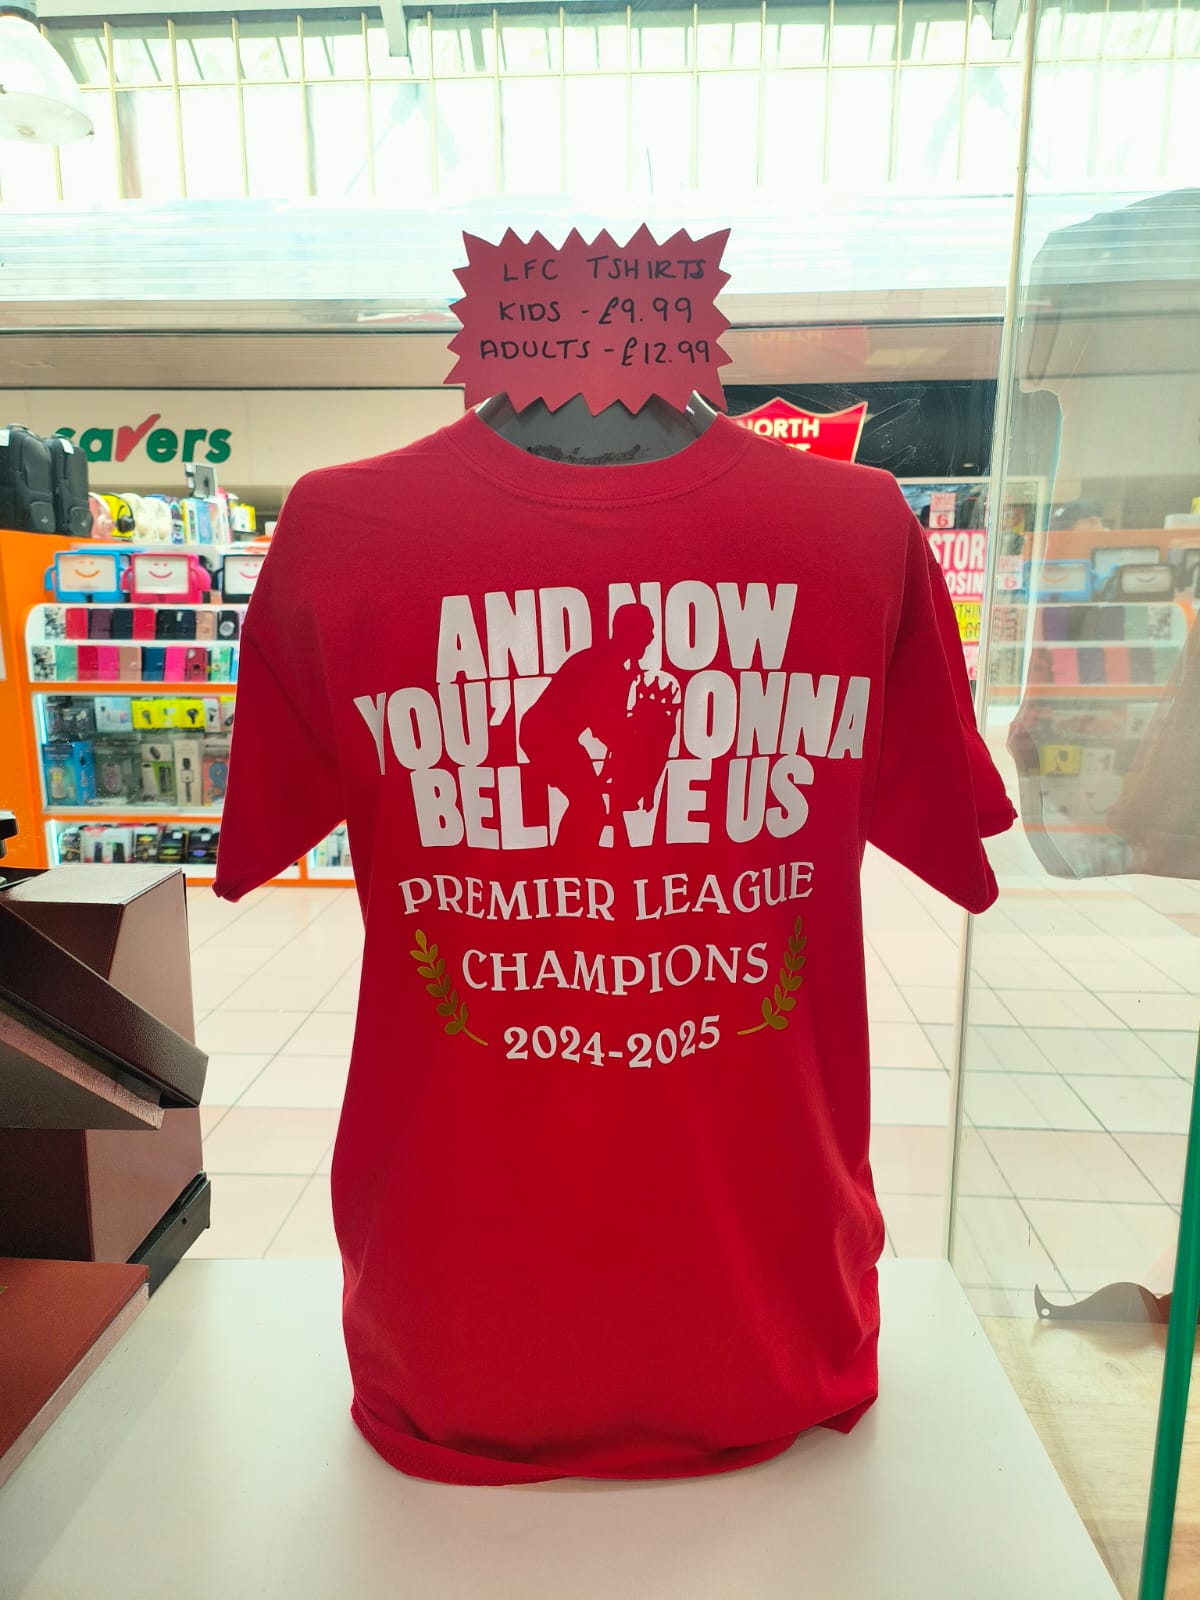 LFC TSHIRTS
KIDS - £9.99
ADULTS - £12.99
savers
NORTH
AND NOW
YOU'RE GONNA
BELIEVE US
PREMIER LEAGUE
CHAMPIONS
2024-2025